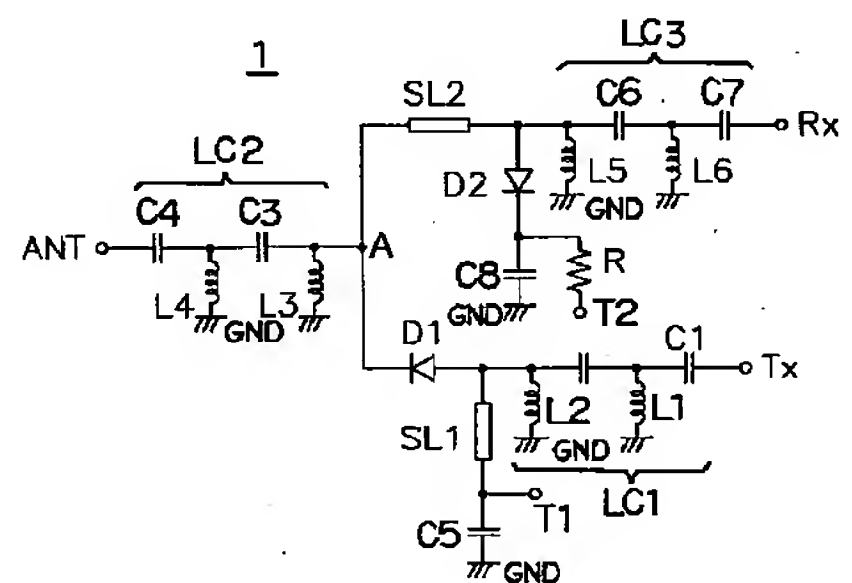 1
LC3
SL2
C6
C7
Rx
LC2
D2
L5
L6
C4
C3
GND
ANT
A
C8
R
L4
L3
GND
GND
T2
D1
C1
Tx
L2
L1
SL1
GND
T1
LC1
C5
GND